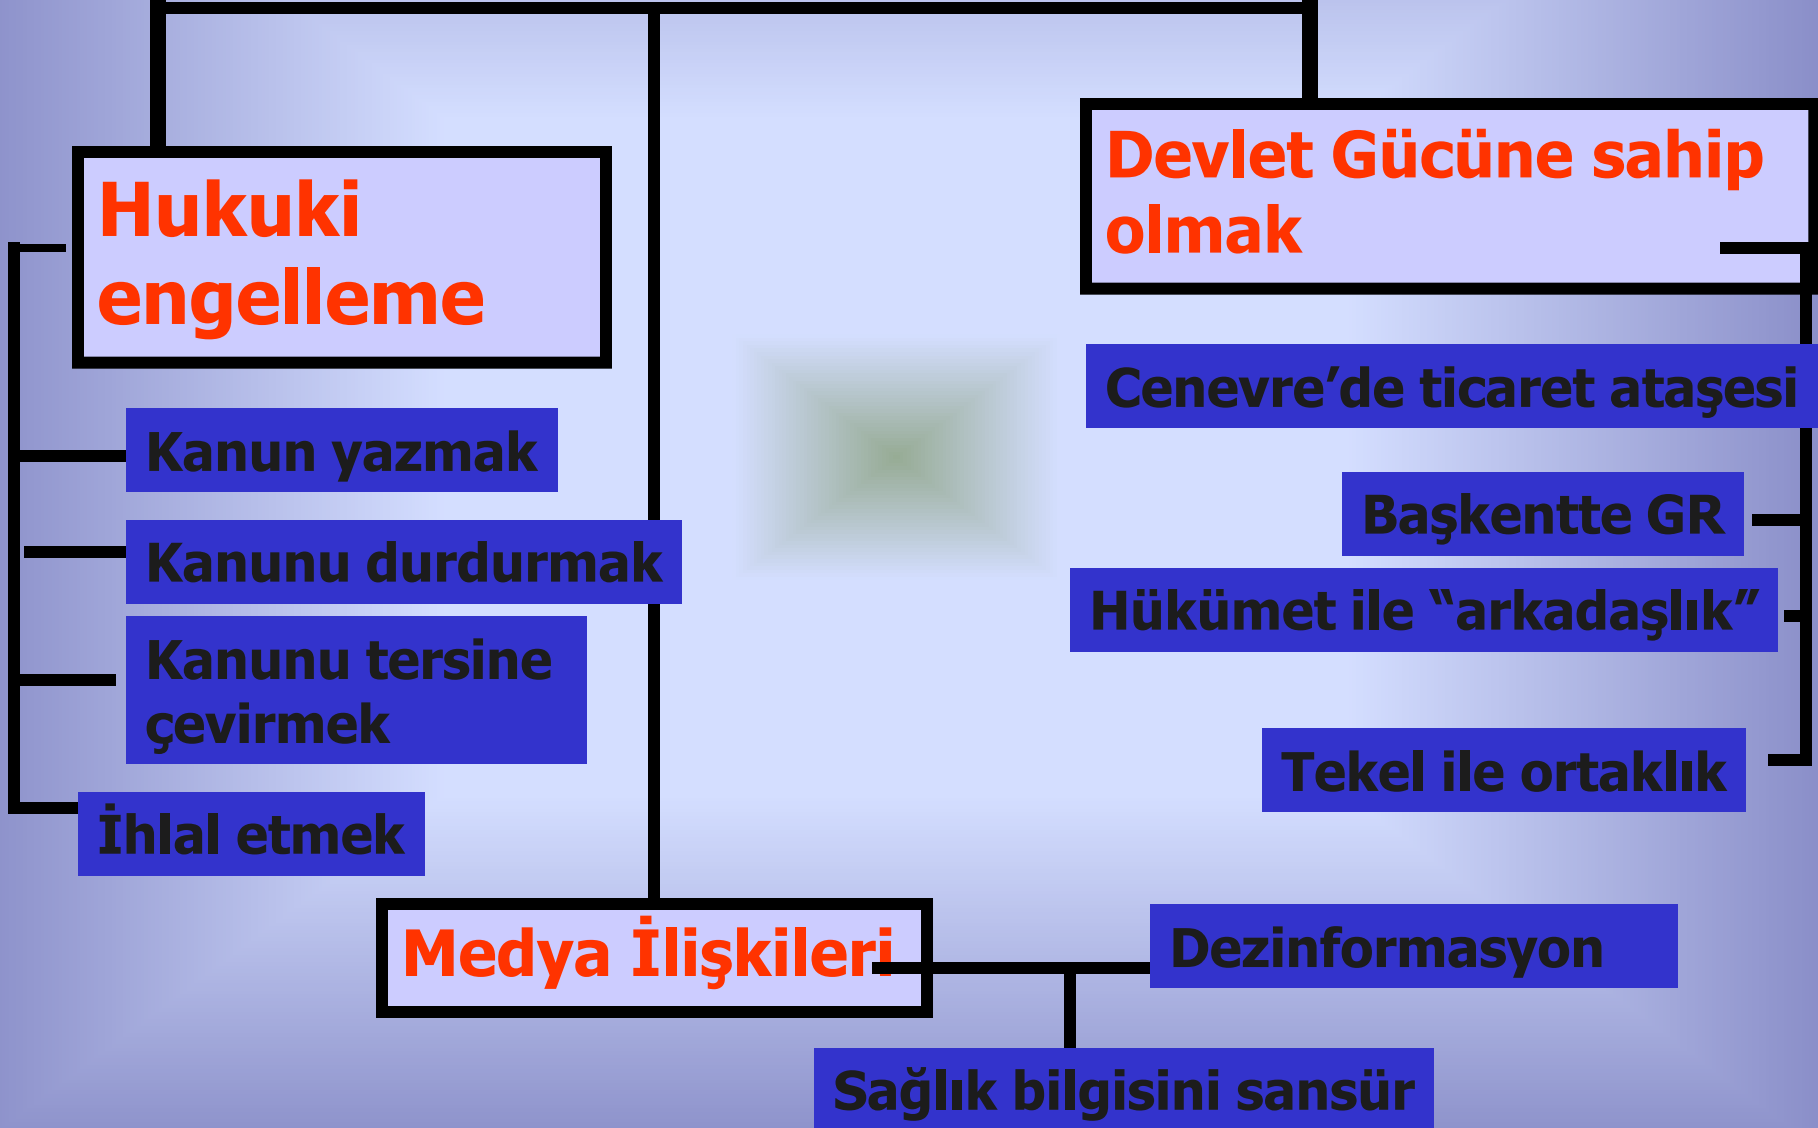 Hukuki
engelleme
Kanun yazmak
Kanunu durdurmak
Kanunu tersine
çevirmek
İhlal etmek
Devlet Gücüne sahip
olmak
Cenevre’de ticaret ataşesi
Başkentte GR
Hükümet ile “arkadaşlık”
Tekel ile ortaklık
Medya İlişkileri
Dezinformasyon
Sağlık bilgisini sansür